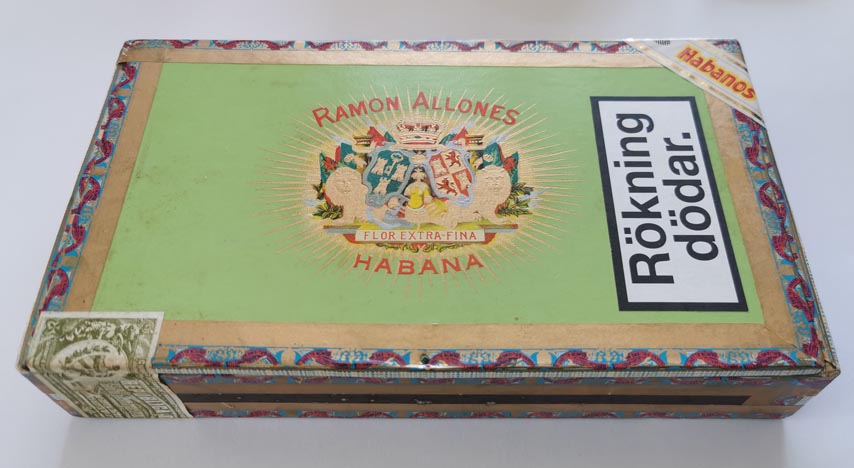 RAMON ALLONES
FLOR EXTRA-FINA
HABANA
Habanos
Rökning
dödar.